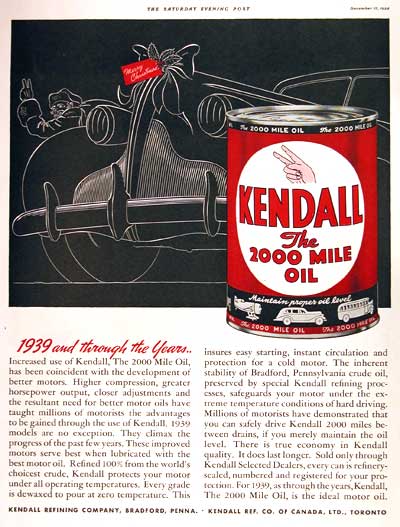 THE SATURDAY EVENING POST
December 17, 1938
Merry
Christmas
The 2000 MILE OIL
The 2000 MILE OIL
KENDALL
The
2000 MILE
OIL
Maintain proper oil level
The 2000 MILE OIL
The 2000 MILE OIL
1939 and through the Years..
Increased use of Kendall, The 2000 Mile Oil,
has been coincident with the development of
better motors. Higher compression, greater
horsepower output, closer adjustments and
the resultant need for better motor oils have
taught millions of motorists the advantages
to be gained through the use of Kendall. 1939
models are no exception. They climax the
progress of the past few years. These improved
motors serve best when lubricated with the
best motor oil. Refined 100% from the world's
choicest crude, Kendall protects your motor
under all operating temperatures. Every grade
is dewaxed to pour at zero temperature. This
insures easy starting, instant circulation and
protection for a cold motor. The inherent
stability of Bradford, Pennsylvania crude oil,
preserved by special Kendall refining proc-
esses, safeguards your motor under the ex-
treme temperature conditions of hard driving.
Millions of motorists have demonstrated that
you can safely drive Kendall 2000 miles be-
tween drains, if you merely maintain the oil
level. There is true economy in Kendall
quality. It does last longer. Sold only through
Kendall Selected Dealers, every can is refinery-
sealed, numbered and registered for your pro-
tection. For 1939, as through the years, Kendall,
The 2000 Mile Oil, is the ideal motor oil.
KENDALL REFINING COMPANY, BRADFORD, PENNA. · KENDALL REF. CO. OF CANADA, LTD., TORONTO